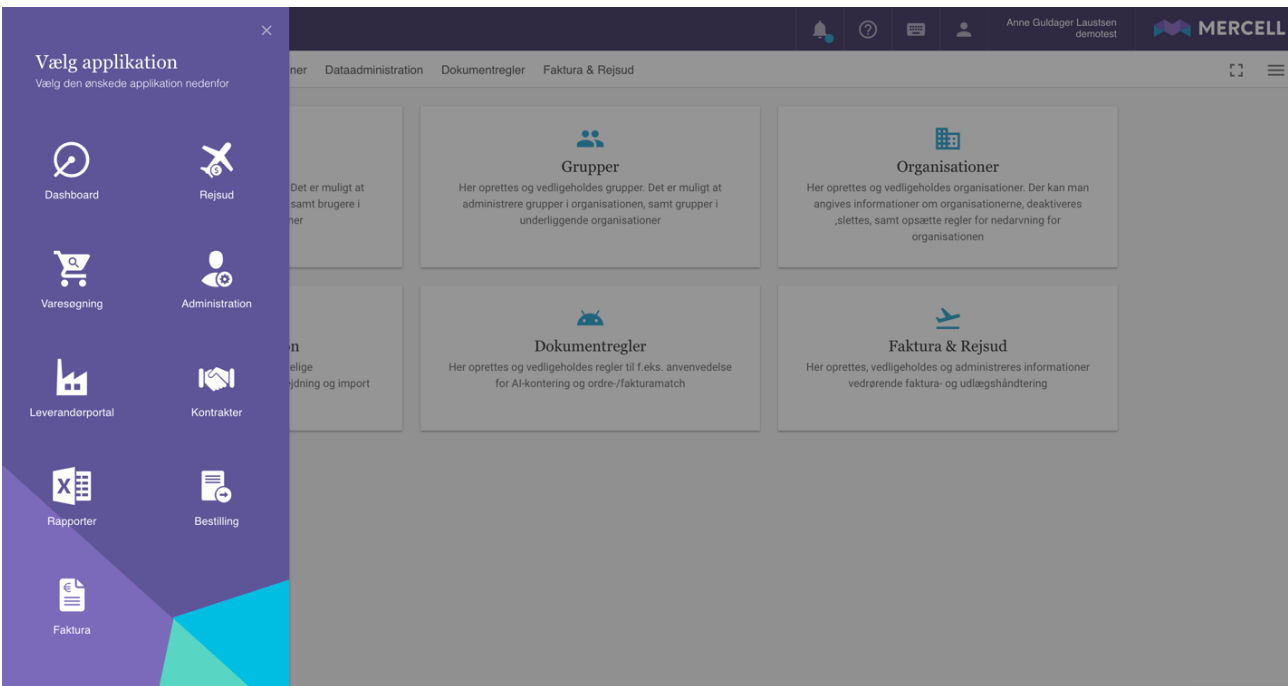 Anne Guldager Laustsen
demotest
MERCELL
Vælg applikation
Vælg den ønskede applikation nedenfor
ner Dataadministration Dokumentregler Faktura & Rejsud
Dashboard
Rejsud
Varesøgning
Administration
Leverandørportal
Kontrakter
Rapporter
Bestilling
Faktura
Det er muligt at
samt brugere i
ner
Grupper
Her oprettes og vedligeholdes grupper. Det er muligt at
administrere grupper i organisationen, samt grupper i
underliggende organisationer
Organisationer
Her oprettes og vedligeholdes organisationer. Der kan man
angives informationer om organisationerne, deaktiveres
,slettes, samt opsætte regler for nedarvning for
organisationen
on
elige
jdning og import
Dokumentregler
Her oprettes og vedligeholdes regler til f.eks. anvenvedelse
for AI-kontering og ordre-/fakturamatch
Faktura & Rejsud
Her oprettes, vedligeholdes og administreres informationer
vedrørende faktura- og udlægshåndtering